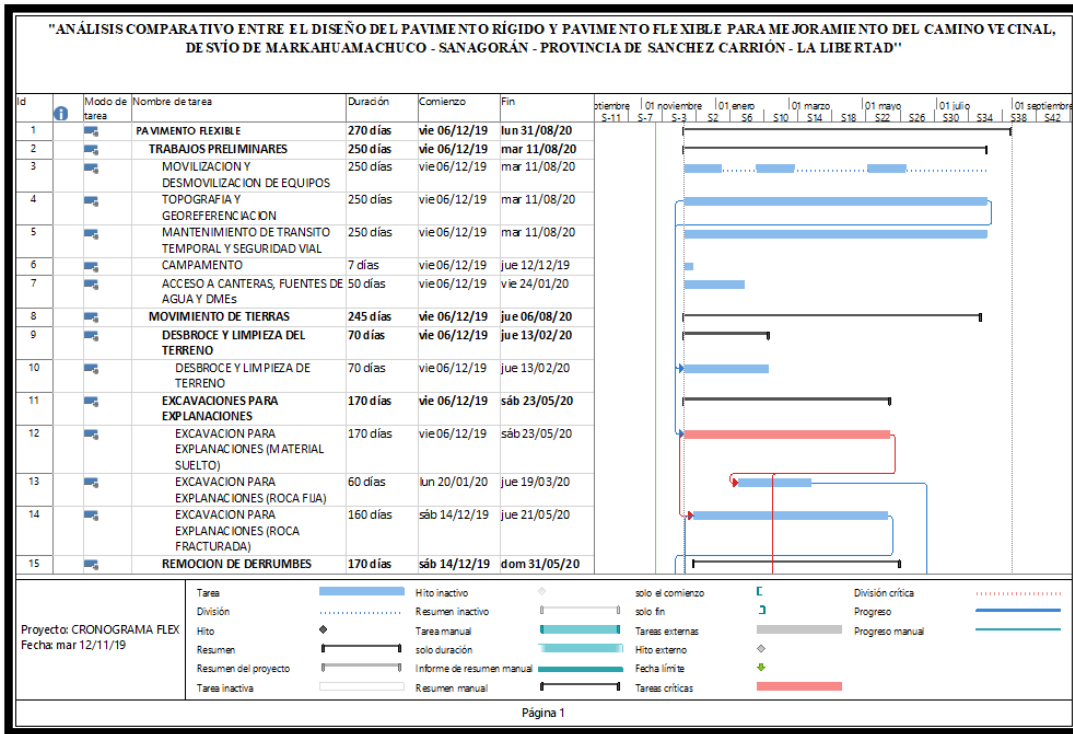 "ANÁLISIS COMPARATIVO ENTRE EL DISEÑO DEL PAVIMENTO RÍGIDO Y PAVIMENTO FLEXIBLE PARA MEJORAMIENTO DEL CAMINO VECINAL,
DESVÍO DE MARKAHUAMACHUCO - SANAGORÁN - PROVINCIA DE SANCHEZ CARRIÓN - LA LIBERTAD"
Id Modo de tarea Nombre de tarea Duración Comienzo Fin
tiembre 01 noviembre 01 enero 01 marzo 01 mayo 01 julio 01 septiembre
S-11 S-7 S-3 S2 S6 S10 S14 S18 S22 S26 S30 S34 S38 S42
1 PAVIMENTO FLEXIBLE 270 días vie 06/12/19 lun 31/08/20
2 TRABAJOS PRELIMINARES 250 días vie 06/12/19 mar 11/08/20
3 MOVILIZACION Y 250 días vie 06/12/19 mar 11/08/20
DESMOVILIZACION DE EQUIPOS
4 TOPOGRAFIA Y 250 días vie 06/12/19 mar 11/08/20
GEOREFERENCIACION
5 MANTENIMIENTO DE TRANSITO 250 días vie 06/12/19 mar 11/08/20
TEMPORAL Y SEGURIDAD VIAL
6 CAMPAMENTO 7 días vie 06/12/19 jue 12/12/19
7 ACCESO A CANTERAS, FUENTES DE 50 días vie 06/12/19 vie 24/01/20
AGUA Y DMEs
8 MOVIMIENTO DE TIERRAS 245 días vie 06/12/19 jue 06/08/20
9 DESBROCE Y LIMPIEZA DEL 70 días vie 06/12/19 jue 13/02/20
TERRENO
10 DESBROCE Y LIMPIEZA DE 70 días vie 06/12/19 jue 13/02/20
TERRENO
11 EXCAVACIONES PARA 170 días vie 06/12/19 sáb 23/05/20
EXPLANACIONES
12 EXCAVACION PARA 170 días vie 06/12/19 sáb 23/05/20
EXPLANACIONES (MATERIAL
SUELTO)
13 EXCAVACION PARA 60 días lun 20/01/20 jue 19/03/20
EXPLANACIONES (ROCA FIJA)
14 EXCAVACION PARA 160 días sáb 14/12/19 jue 21/05/20
EXPLANACIONES (ROCA
FRACTURADA)
15 REMOCION DE DERRUMBES 170 días sáb 14/12/19 dom 31/05/20
Proyecto: CRONOGRAMA FLEX
Fecha: mar 12/11/19
Tarea Hito inactivo solo el comienzo División crítica
División Resumen inactivo solo fin Progreso
Hito Tarea manual Tareas externas Progreso manual
Resumen solo duración Hito externo
Resumen del proyecto Informe de resumen manual Fecha límite
Tarea inactiva Resumen manual Tareas críticas
Página 1